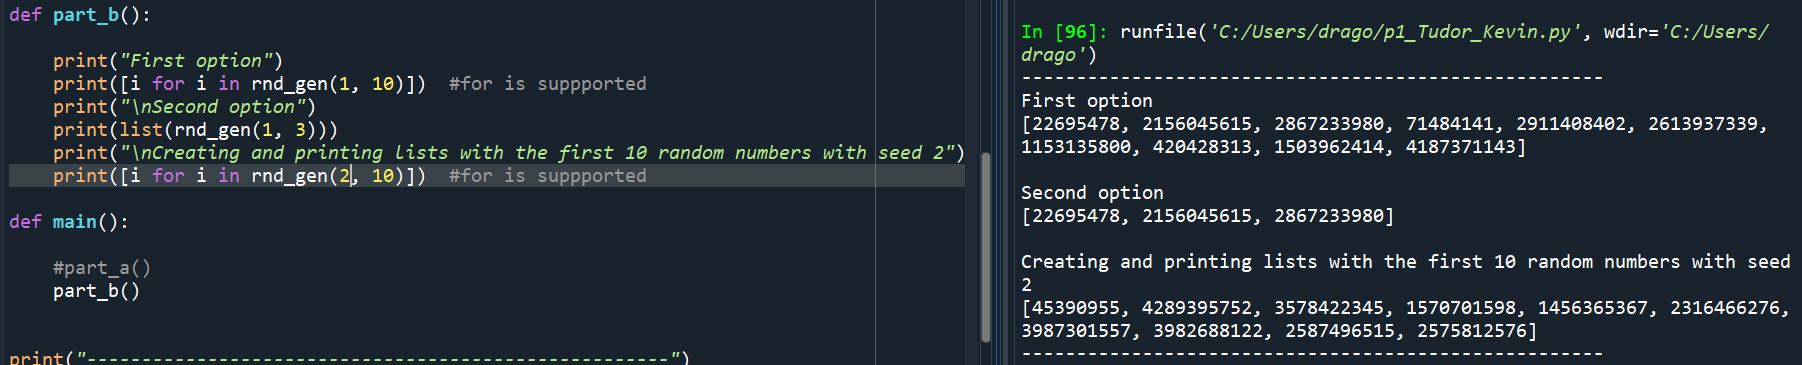 def part_b():
print("First option")
print([i for i in rnd_gen(1, 10)])  #for is suppported
print("\nSecond option")
print(list(rnd_gen(1, 3)))
print("\nCreating and printing lists with the first 10 random numbers with seed 2")
print([i for i in rnd_gen(2, 10)])  #for is suppported
def main():
#part_a()
part_b()
print("-----------------------------------------------------")
In [96]: runfile('C:/Users/drago/p1_Tudor_Kevin.py', wdir='C:/Users/
drago')
-----------------------------------------------------
First option
[22695478, 2156045615, 2867233980, 71484141, 2911408402, 2613937339,
1153135800, 420428313, 1503962414, 4187371143]
Second option
[22695478, 2156045615, 2867233980]
Creating and printing lists with the first 10 random numbers with seed
2
[45390955, 4289395752, 3578422345, 1570701598, 1456365367, 2316466276,
3987301557, 3982688122, 2587496515, 2575812576]
-----------------------------------------------------